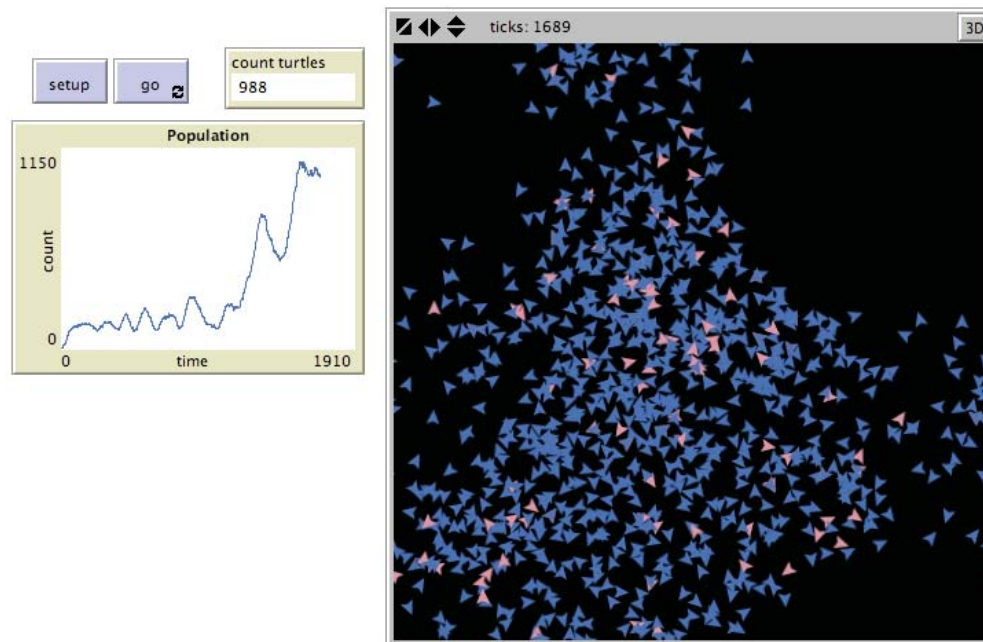 ticks: 1689
3D
setup
go
count turtles
988
Population
1150
count
0
0
time
1910